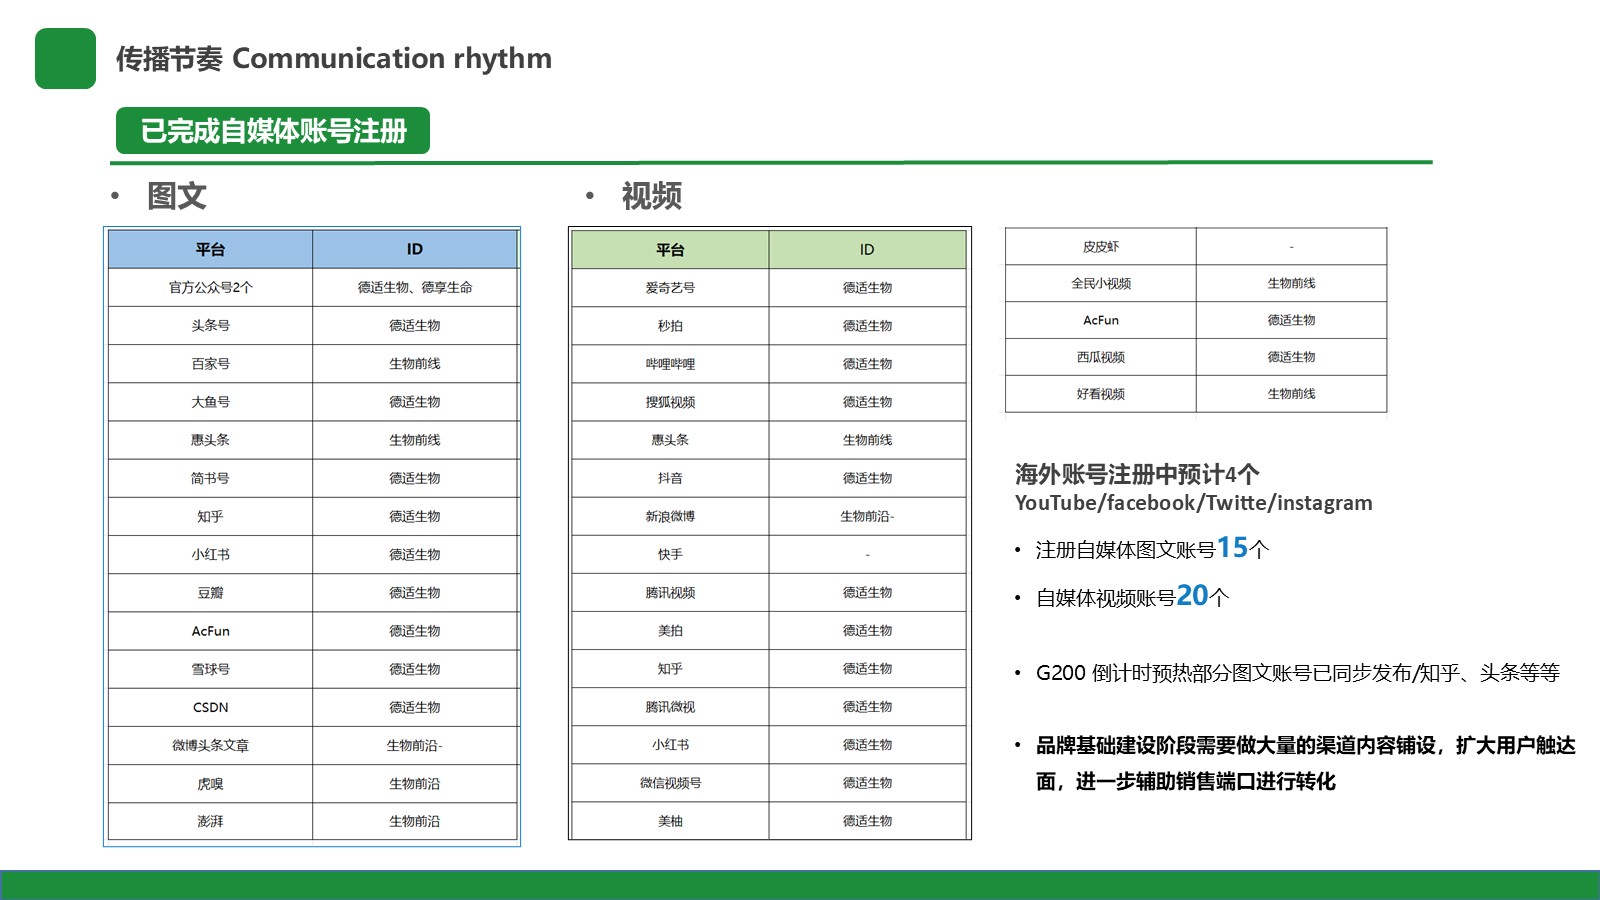 传播节奏 Communication rhythm
已完成自媒体账号注册
• 图文
平台 ID
官方公众号2个 德适生物、德享生命
头条号 德适生物
百家号 生物前线
大鱼号 德适生物
惠头条 生物前线
简书号 德适生物
知乎 德适生物
小红书 德适生物
豆瓣 德适生物
AcFun 德适生物
雪球号 德适生物
CSDN 德适生物
微博头条文章 生物前沿-
虎嗅 生物前沿
澎湃 生物前沿
• 视频
平台 ID
爱奇艺号 德适生物
秒拍 德适生物
哔哩哔哩 德适生物
搜狐视频 德适生物
惠头条 生物前线
抖音 德适生物
新浪微博 生物前沿-
快手 -
腾讯视频 德适生物
美拍 德适生物
知乎 德适生物
腾讯微视 德适生物
小红书 德适生物
微信视频号 德适生物
美柚 德适生物
皮皮虾 -
全民小视频 生物前线
AcFun 德适生物
西瓜视频 德适生物
好看视频 生物前线
海外账号注册中预计4个
YouTube/facebook/Twitte/instagram
• 注册自媒体图文账号15个
• 自媒体视频账号20个
• G200 倒计时预热部分图文账号已同步发布/知乎、头条等等
• 品牌基础建设阶段需要做大量的渠道内容铺设，扩大用户触达
面，进一步辅助销售端口进行转化